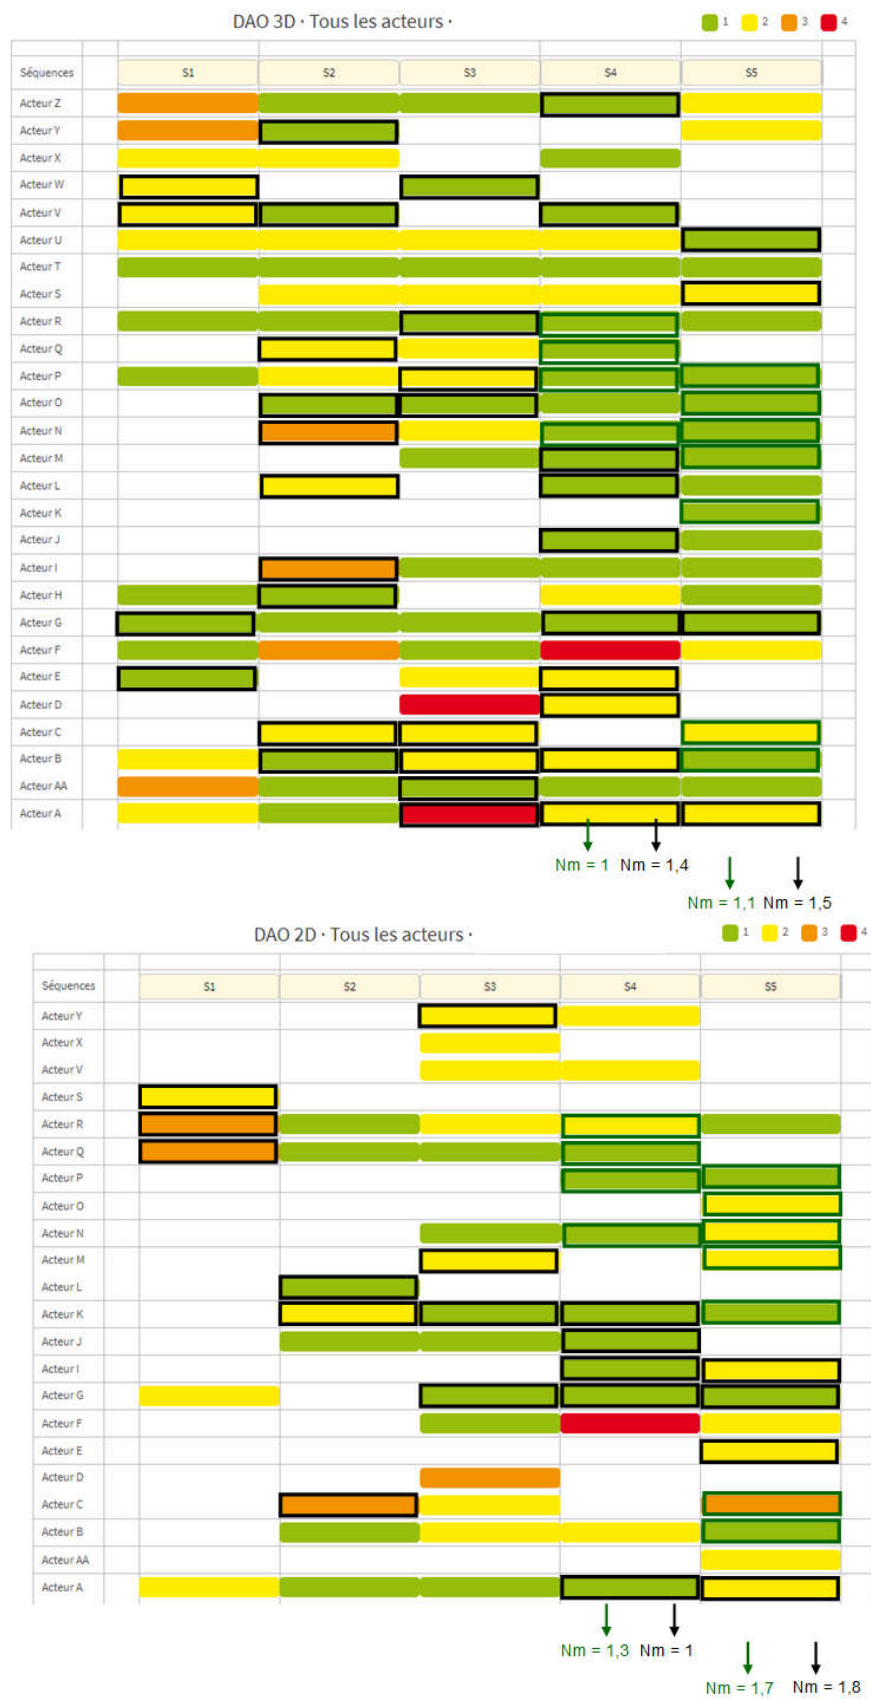 DAO 3D · Tous les acteurs ·
1 2 3 4
Séquences S1 S2 S3 S4 S5
Acteur Z
Acteur Y
Acteur X
Acteur W
Acteur V
Acteur U
Acteur T
Acteur S
Acteur R
Acteur Q
Acteur P
Acteur O
Acteur N
Acteur M
Acteur L
Acteur K
Acteur J
Acteur I
Acteur H
Acteur G
Acteur F
Acteur E
Acteur D
Acteur C
Acteur B
Acteur AA
Acteur A
Nm = 1 Nm = 1,4
Nm = 1,1 Nm = 1,5
DAO 2D · Tous les acteurs ·
1 2 3 4
Séquences S1 S2 S3 S4 S5
Acteur Y
Acteur X
Acteur V
Acteur S
Acteur R
Acteur Q
Acteur P
Acteur O
Acteur N
Acteur M
Acteur L
Acteur K
Acteur J
Acteur I
Acteur G
Acteur F
Acteur E
Acteur D
Acteur C
Acteur B
Acteur AA
Acteur A
Nm = 1,3 Nm = 1
Nm = 1,7 Nm = 1,8